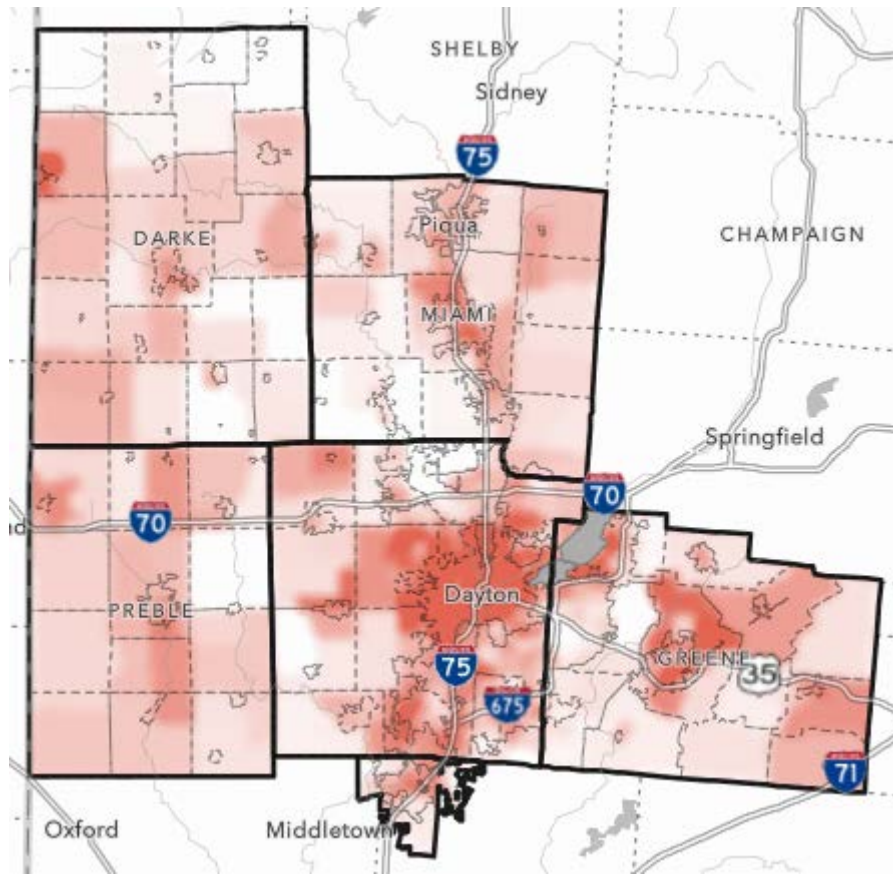 SHELBY
Sidney
INTERSTATE
75
Piqua
DARKE
CHAMPAIGN
MIAMI
Springfield
70
70
Dayton
PREBLE
GREENE
35
75
675
71
Oxford
Middletown